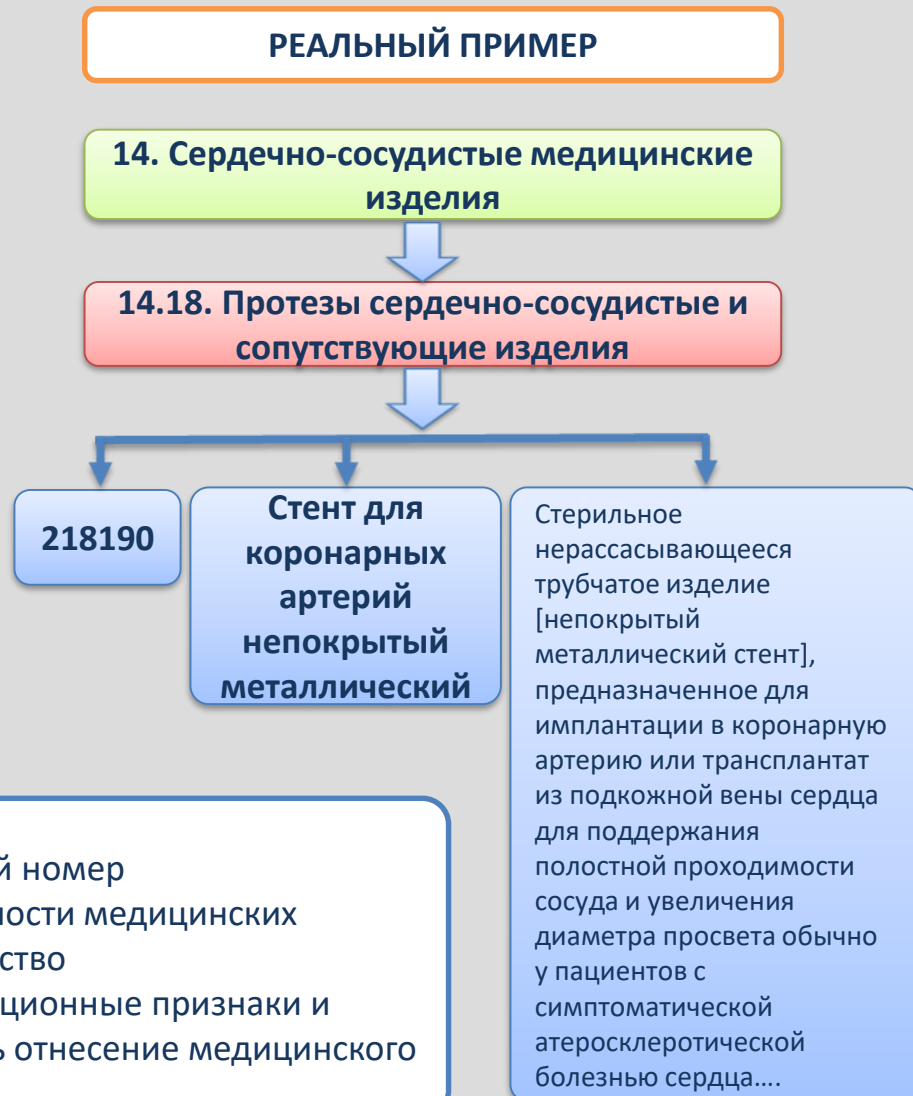 РЕАЛЬНЫЙ ПРИМЕР
14. Сердечно-сосудистые медицинские
изделия
14.18. Протезы сердечно-сосудистые и
сопутствующие изделия
218190
Стент для
коронарных
артерий
непокрытый
металлический
Стерильное
нерассасывающееся
трубчатое изделие
[непокрытый
металлический стент],
предназначенное для
имплантации в коронарную
артерию или трансплантат
из подкожной вены сердца
для поддержания
полостной проходимости
сосуда и увеличения
диаметра просвета обычно
у пациентов с
симптоматической
атеросклеротической
болезнью сердца….
номер
медицинских
признаки и
отнесение медицинского